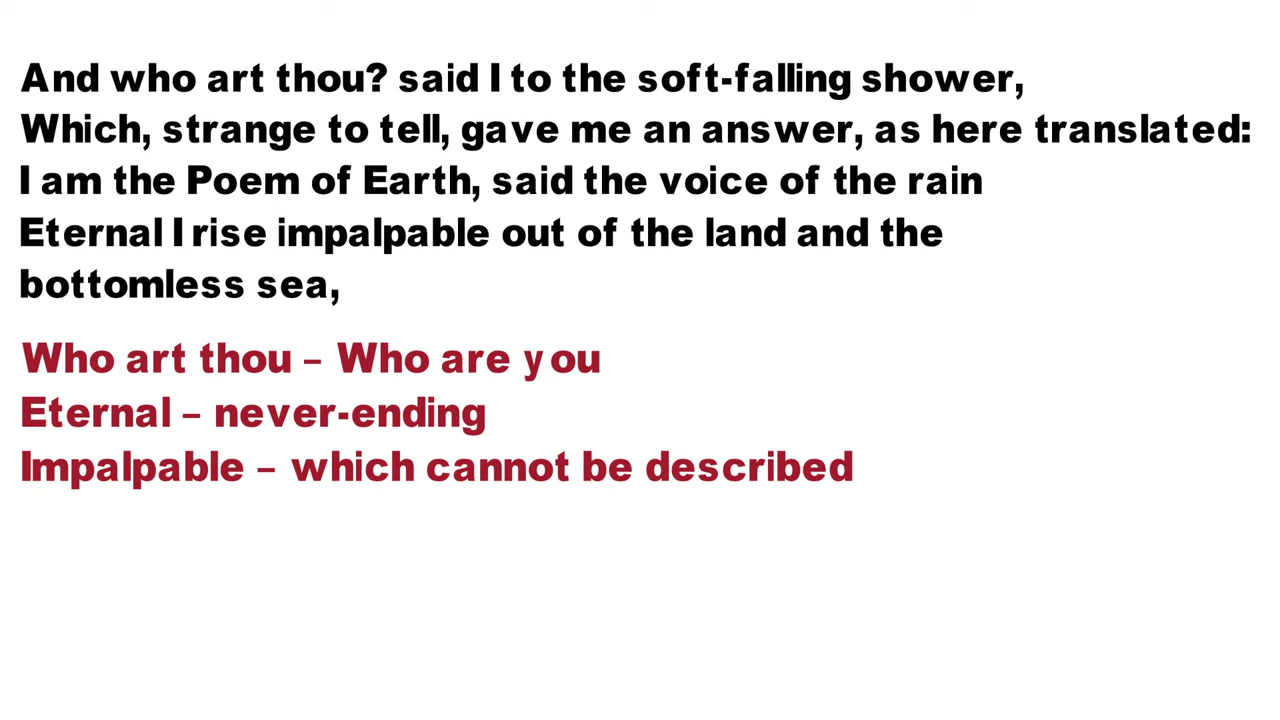 And who art thou? said I to the soft-falling shower,
Which, strange to tell, gave me an answer, as here translated:
I am the Poem of Earth, said the voice of the rain
Eternal I rise impalpable out of the land and the
bottomless sea,
Who art thou – Who are you
Eternal – never-ending
Impalpable – which cannot be described